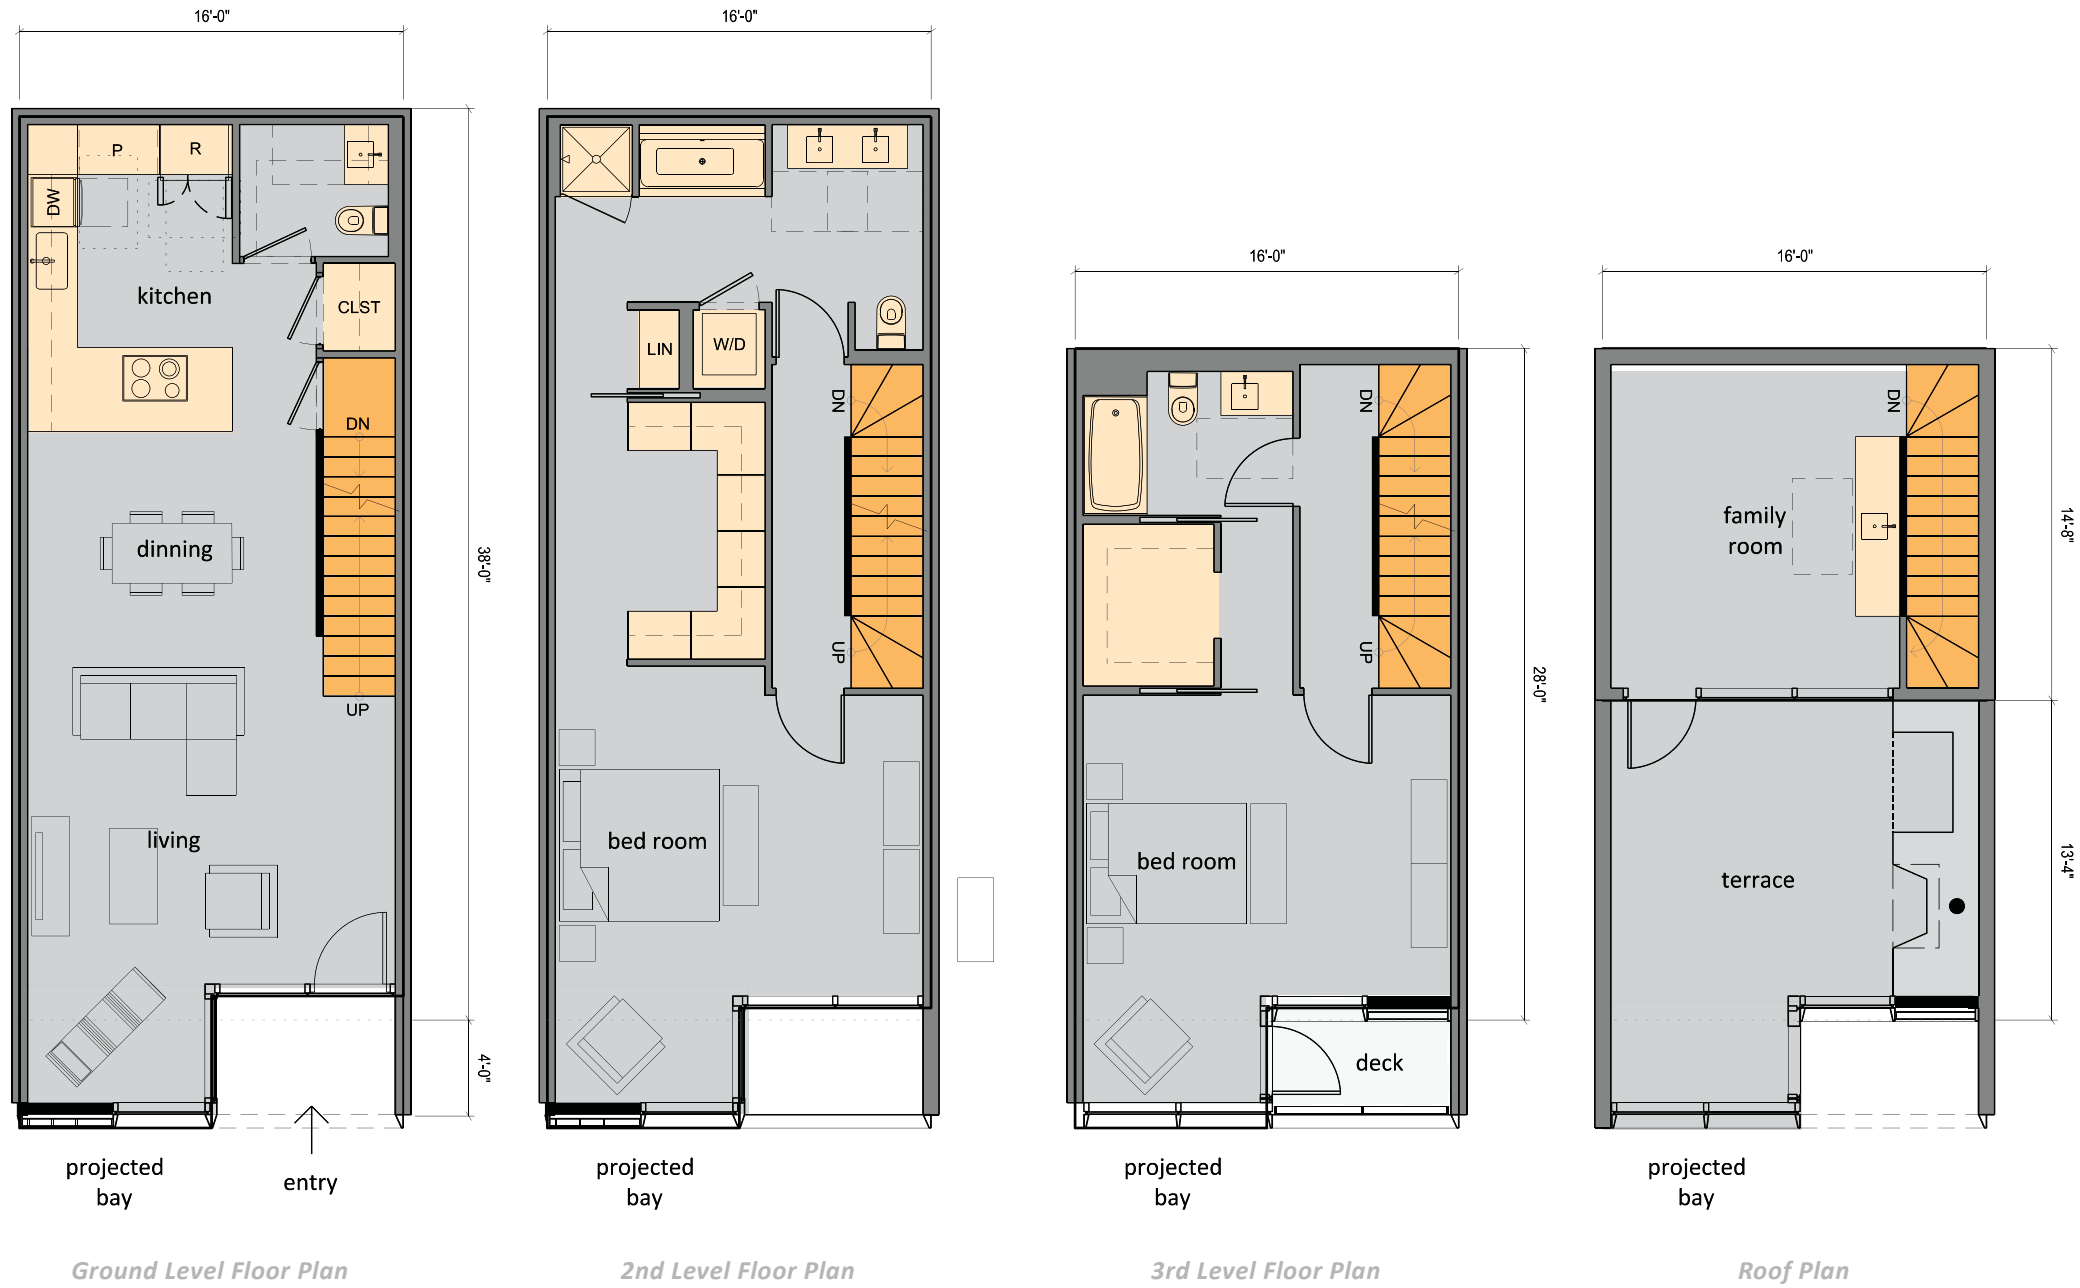 16'-0"
16'-0"
P
R
DW
kitchen
CLST
DN
dinning
UP
living
38'-0"
4'-0"
projected
bay
entry
Ground Level Floor Plan
LIN
W/D
DN
UP
bed room
projected
bay
2nd Level Floor Plan
16'-0"
DN
UP
bed room
28'-0"
deck
projected
bay
3rd Level Floor Plan
16'-0"
DN
family
room
14'-8"
terrace
13'-4"
projected
bay
Roof Plan